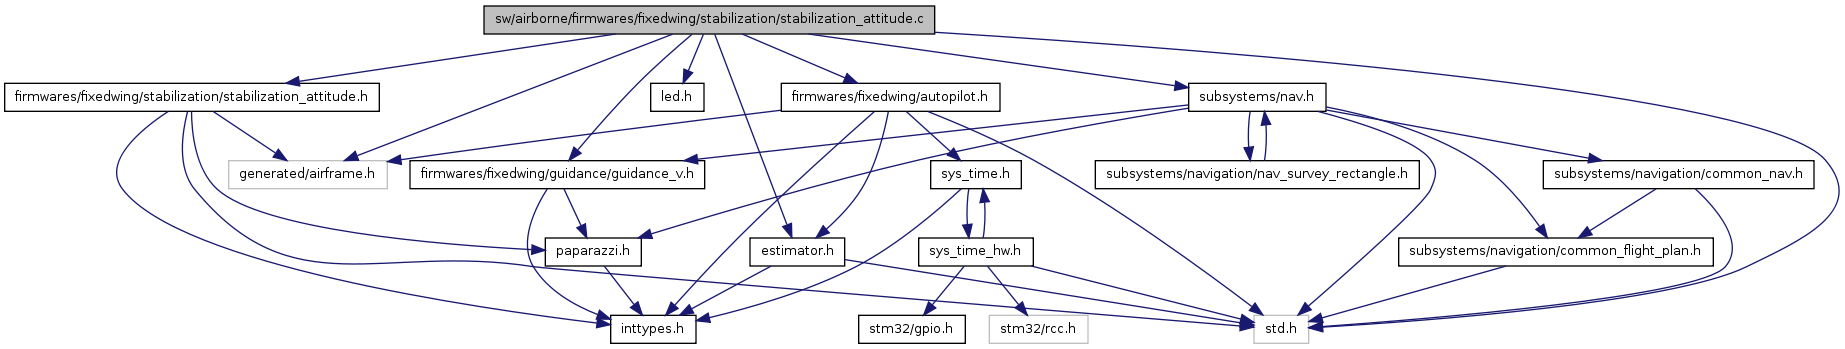 sw/airborne/firmwares/fixedwing/stabilization/stabilization_attitude.c
firmwares/fixedwing/stabilization/stabilization_attitude.h
led.h
firmwares/fixedwing/autopilot.h
subsystems/nav.h
generated/airframe.h
firmwares/fixedwing/guidance/guidance_v.h
sys_time.h
subsystems/navigation/nav_survey_rectangle.h
subsystems/navigation/common_nav.h
paparazzi.h
estimator.h
sys_time_hw.h
subsystems/navigation/common_flight_plan.h
inttypes.h
stm32/gpio.h
stm32/rcc.h
std.h